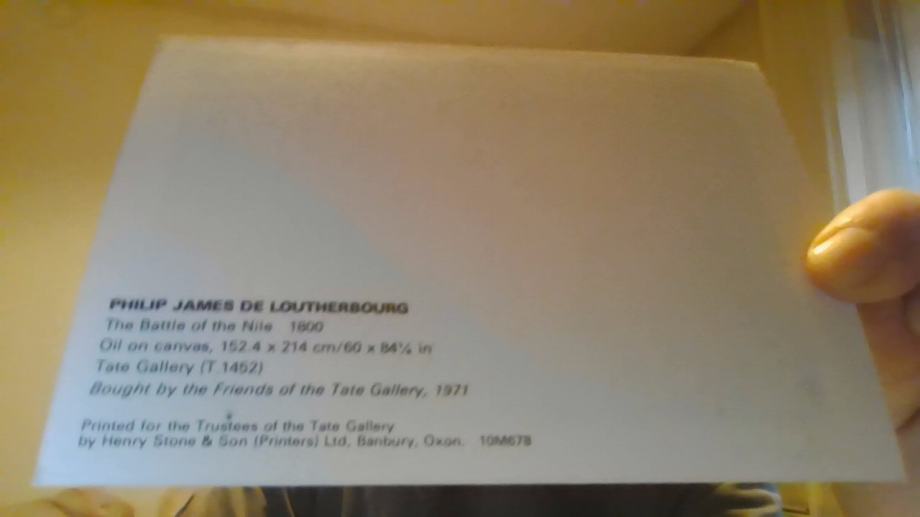 PHILIP JAMES DE LOUTHERBOURG
The Battle of the Nile 1800
Oil on canvas, 152.4 x 214 cm/60 x 84¼ in
Tate Gallery (T.1452)
Bought by the Friends of the Tate Gallery, 1971
Printed for the Trustees of the Tate Gallery
by Henry Stone & Son (Printers) Ltd, Banbury, Oxon. 10M678